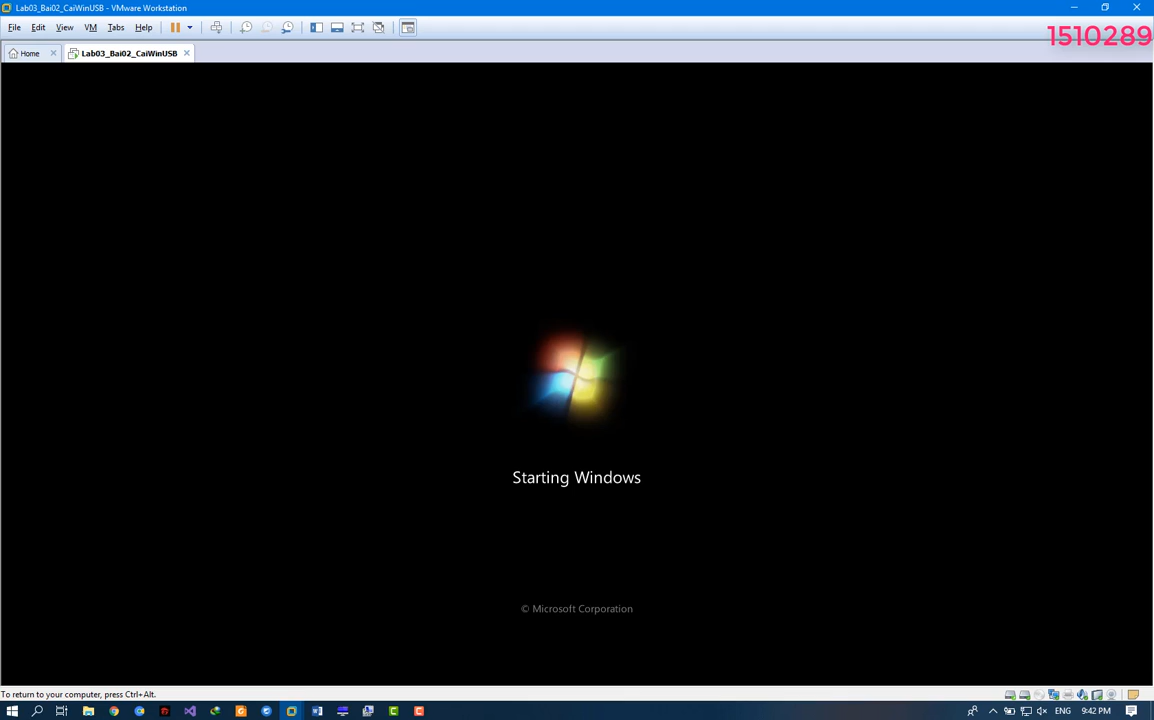 Lab03_Bai02_CaiWinUSB - VMware Workstation
File Edit View VM Tabs Help
1510289
Home Lab03_Bai02_CaiWinUSB
Starting Windows
© Microsoft Corporation
To return to your computer, press Ctrl+Alt.
ENG 9:42 PM